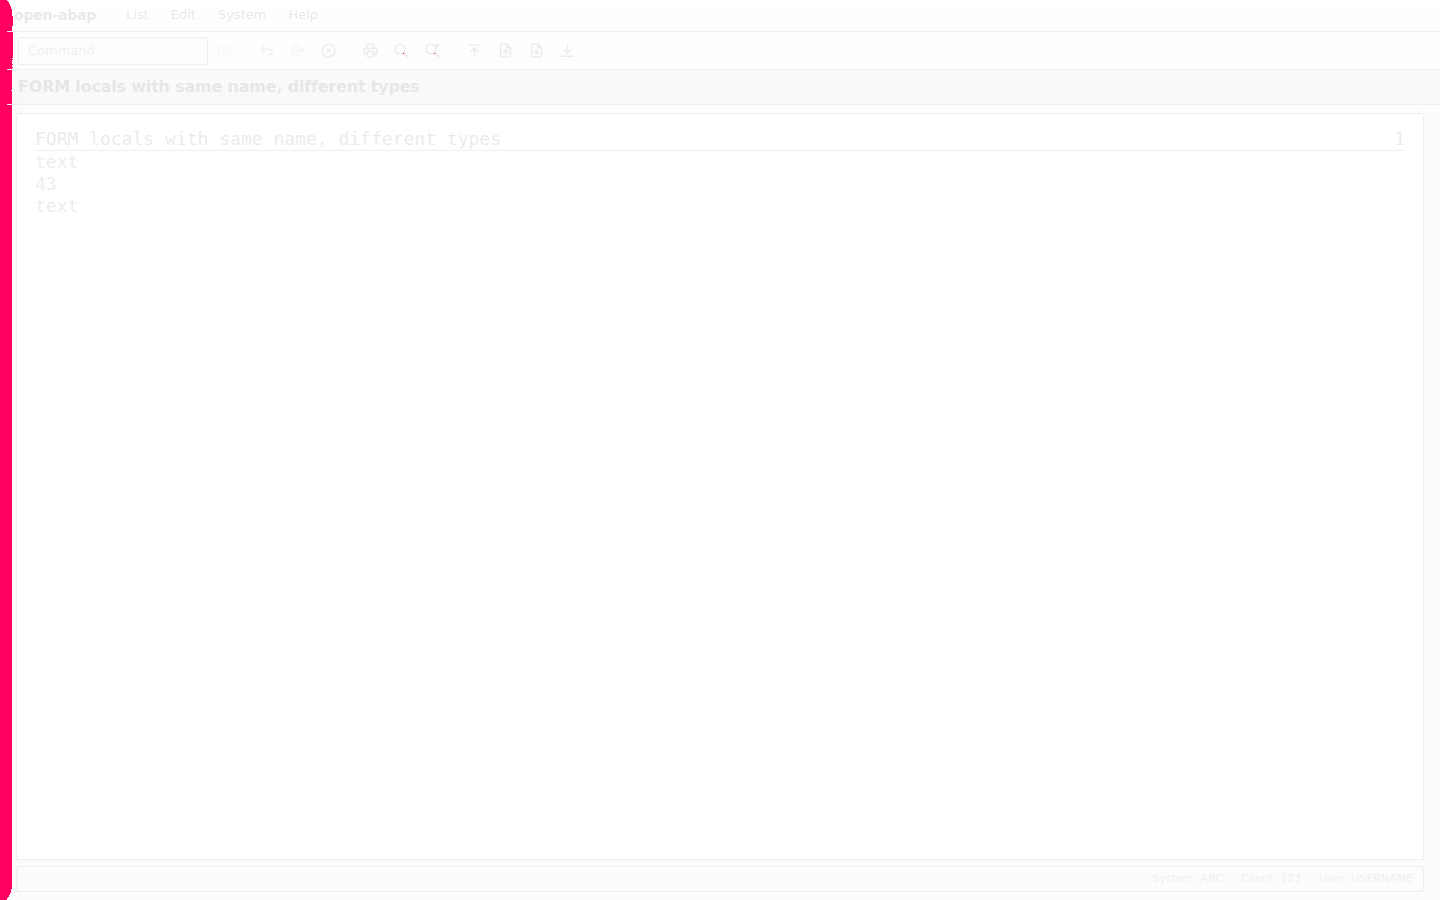 open-abap List Edit System Help
Command
FORM locals with same name, different types
FORM locals with same name, different types 1
text
43
text
System: ABC Client: 123 User: USERNAME